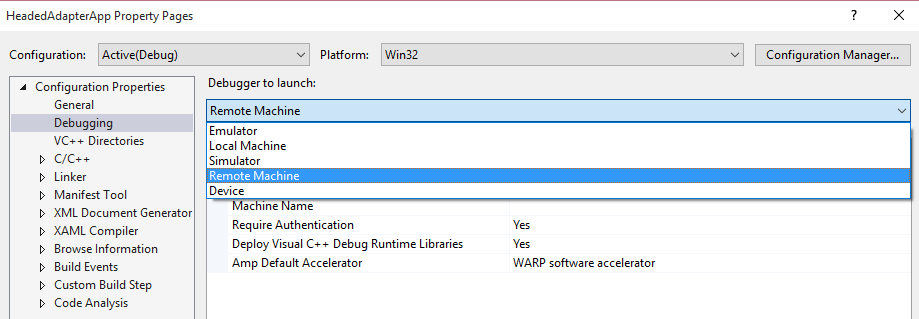 HeadedAdapterApp Property Pages
?
Configuration: Active(Debug) Platform: Win32 Configuration Manager...
Configuration Properties
General
Debugging
VC++ Directories
C/C++
Linker
Manifest Tool
XML Document Generator
XAML Compiler
Browse Information
Build Events
Custom Build Step
Code Analysis
Debugger to launch:
Remote Machine
Emulator
Local Machine
Simulator
Remote Machine
Device
Machine Name
Require Authentication Yes
Deploy Visual C++ Debug Runtime Libraries Yes
Amp Default Accelerator WARP software accelerator